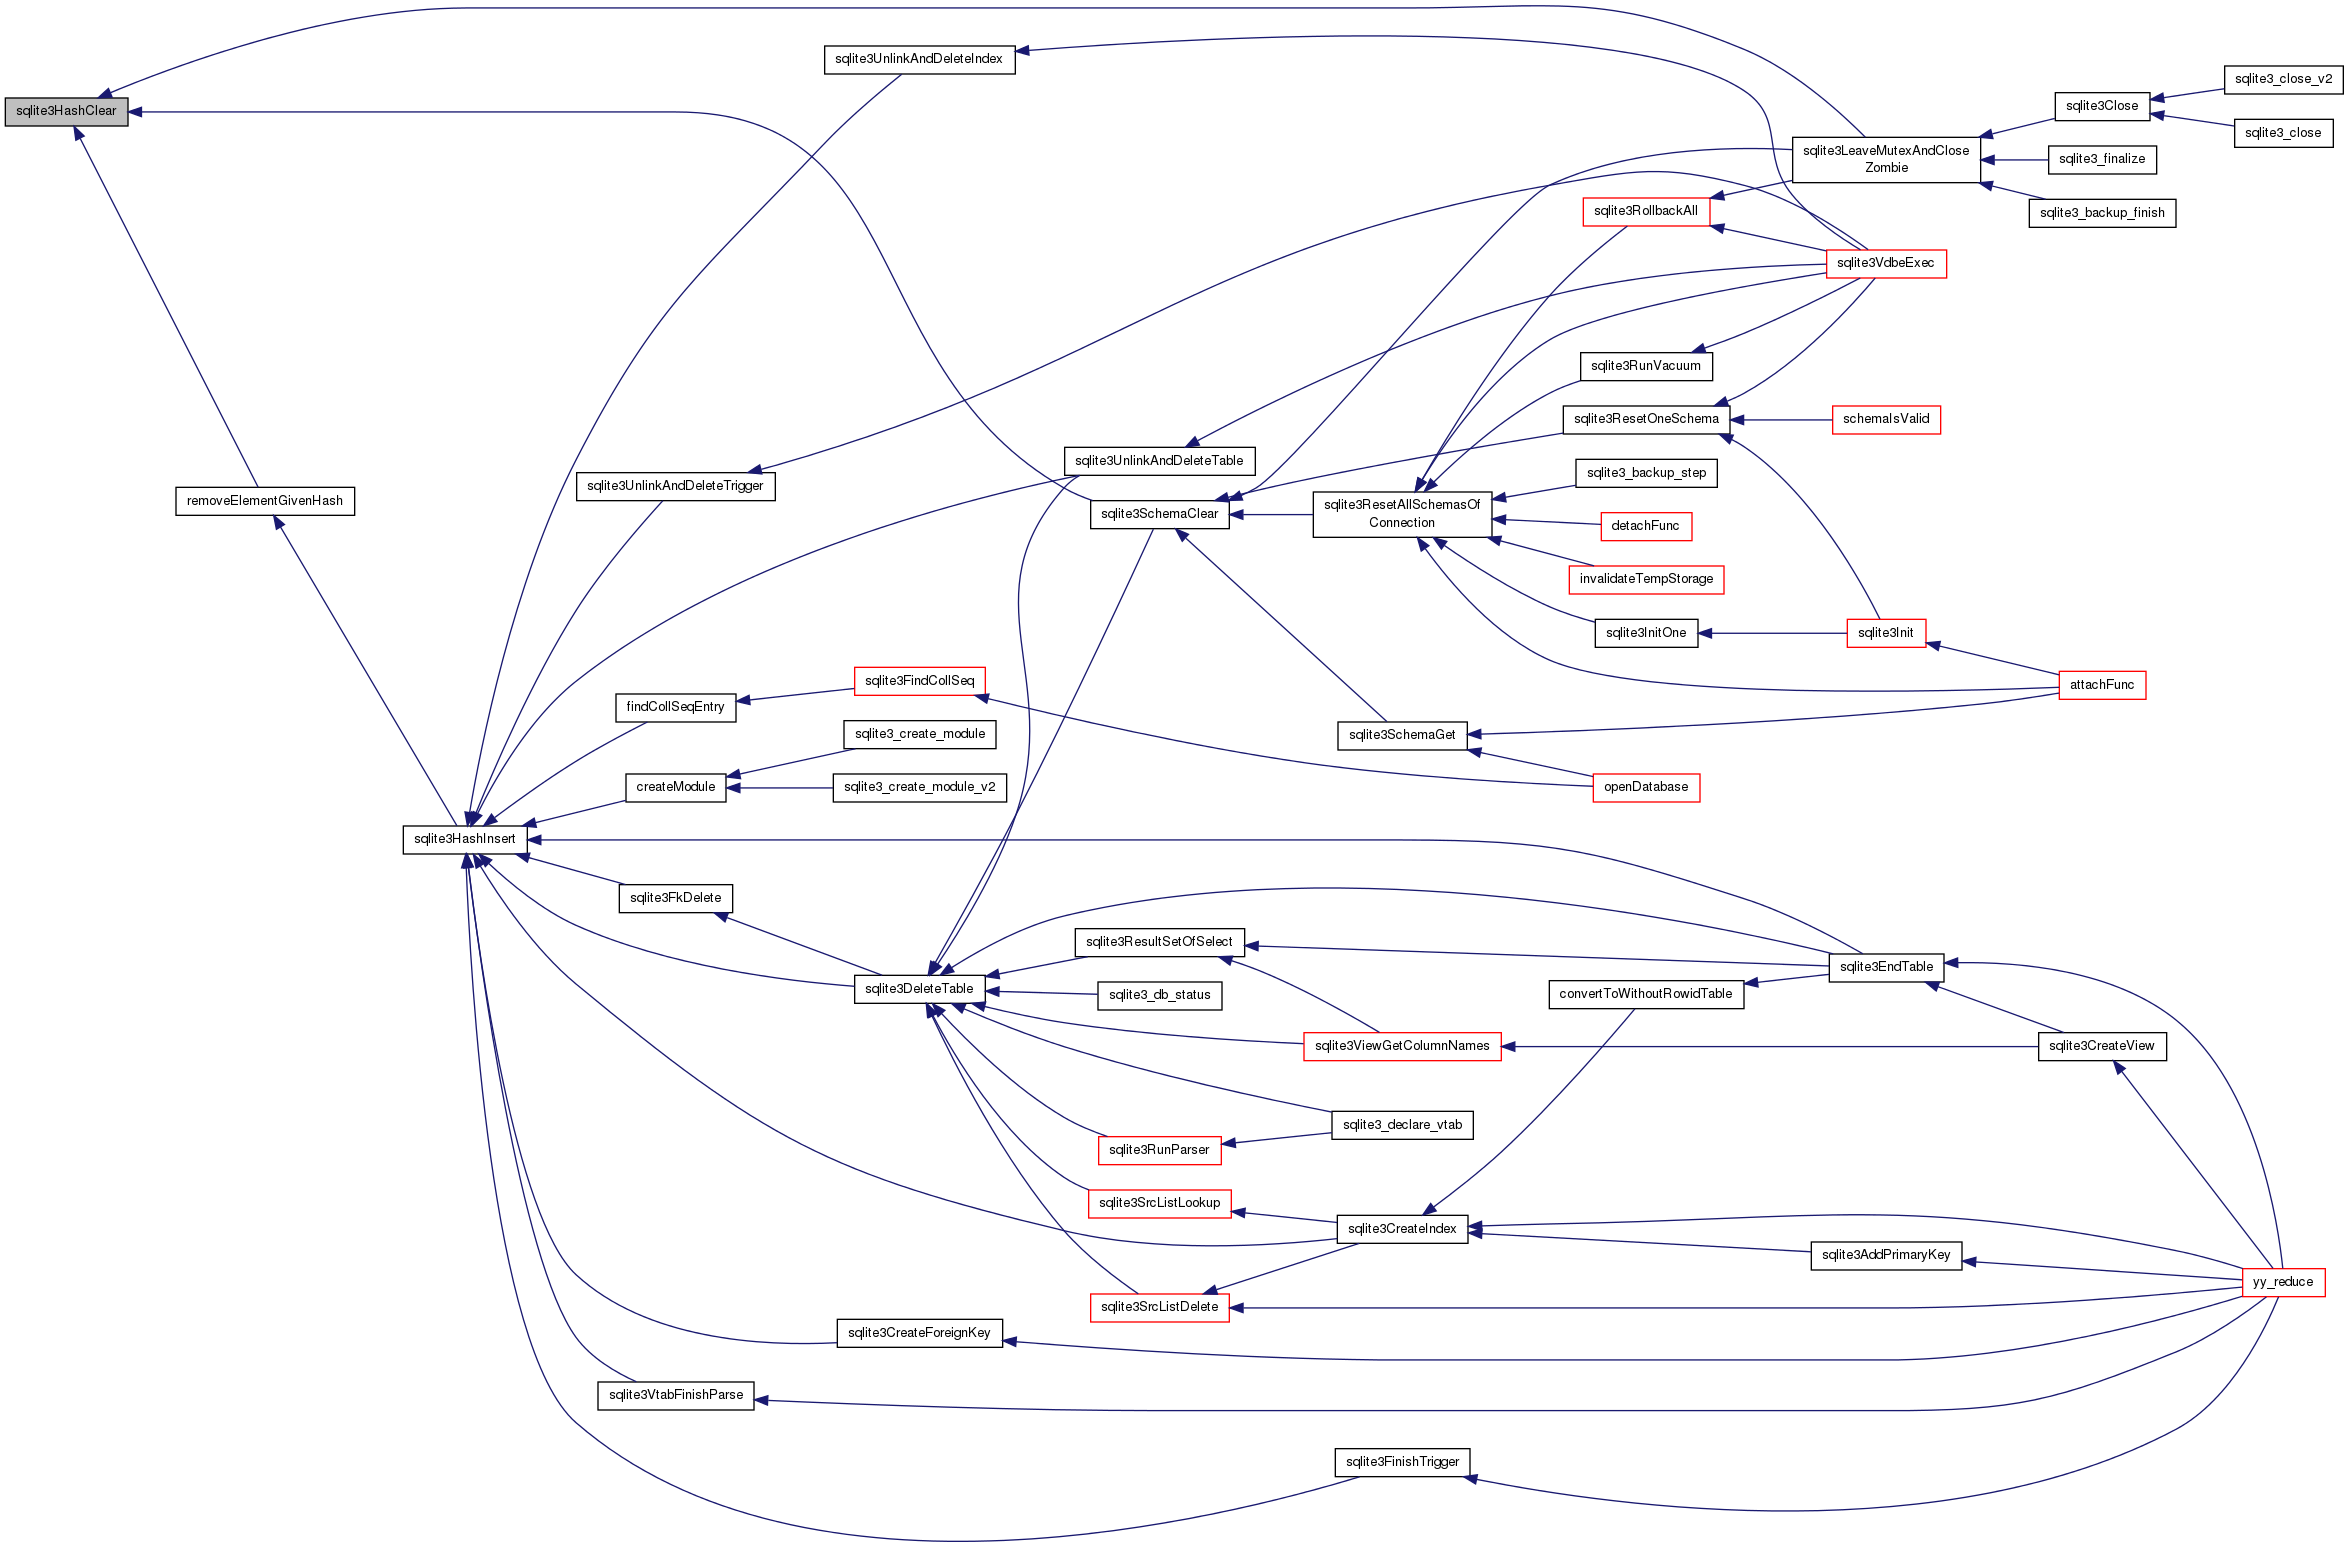 sqlite3HashClear
removeElementGivenHash
sqlite3HashInsert
sqlite3UnlinkAndDeleteIndex
sqlite3UnlinkAndDeleteTrigger
findCollSeqEntry
createModule
sqlite3FkDelete
sqlite3FindCollSeq
sqlite3_create_module
sqlite3_create_module_v2
sqlite3DeleteTable
sqlite3CreateForeignKey
sqlite3VtabFinishParse
sqlite3UnlinkAndDeleteTable
sqlite3SchemaClear
sqlite3ResultSetOfSelect
sqlite3_db_status
sqlite3RunParser
sqlite3SrcListLookup
sqlite3SrcListDelete
sqlite3ResetAllSchemasOf
Connection
sqlite3SchemaGet
sqlite3ViewGetColumnNames
sqlite3_declare_vtab
sqlite3CreateIndex
sqlite3FinishTrigger
sqlite3RollbackAll
sqlite3RunVacuum
sqlite3ResetOneSchema
sqlite3_backup_step
detachFunc
invalidateTempStorage
sqlite3InitOne
openDatabase
convertToWithoutRowidTable
sqlite3LeaveMutexAndClose
Zombie
sqlite3VdbeExec
schemaIsValid
sqlite3Init
sqlite3EndTable
sqlite3AddPrimaryKey
sqlite3Close
sqlite3_finalize
sqlite3_backup_finish
attachFunc
sqlite3CreateView
sqlite3_close_v2
sqlite3_close
yy_reduce